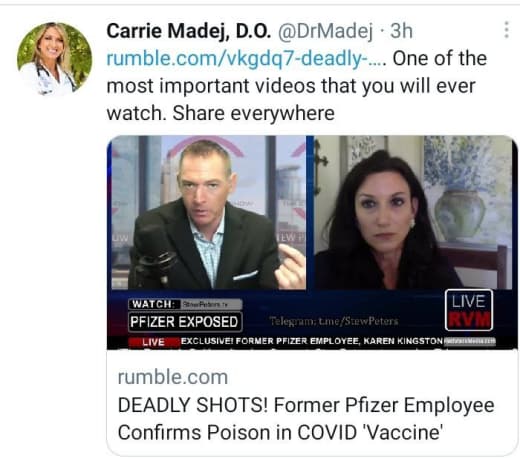 Carrie Madej, D.O. @DrMadej · 3h
rumble.com/vkgdq7-deadly-.... One of the
most important videos that you will ever
watch. Share everywhere
WATCH: StewPeters.tv
PFIZER EXPOSED
Telegram: t.me/StewPeters
LIVE
RVM
LIVE EXCLUSIVE! FORMER PFIZER EMPLOYEE, KAREN KINGSTON
rumble.com
DEADLY SHOTS! Former Pfizer Employee
Confirms Poison in COVID 'Vaccine'